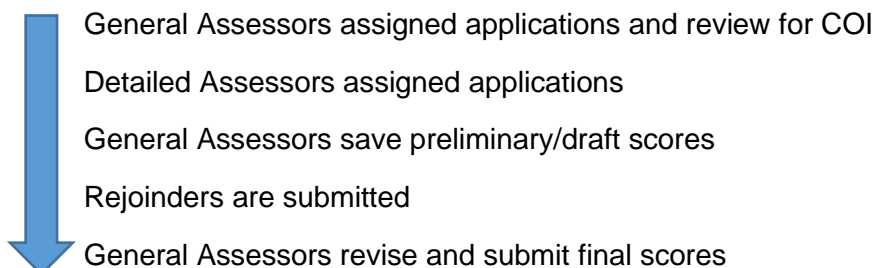 General Assessors assigned applications and review for COI
Detailed Assessors assigned applications
General Assessors save preliminary/draft scores
Rejoinders are submitted
General Assessors revise and submit final scores